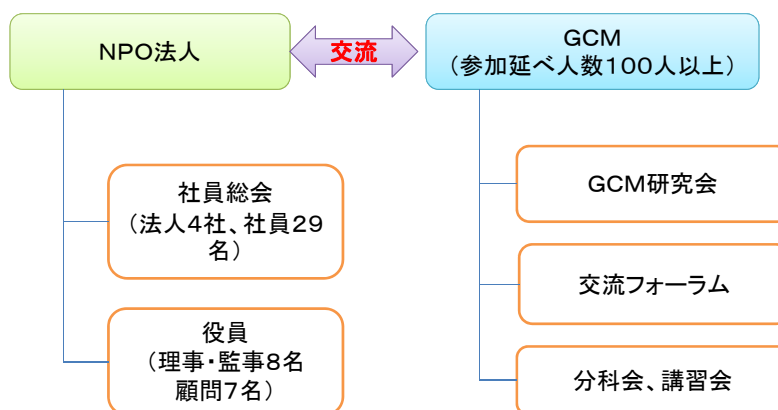 NPO法人
交流
GCM
（参加延べ人数100人以上）
社員総会
（法人4社、社員29
名）
役員
（理事・監事8名
顧問7名）
GCM研究会
交流フォーラム
分科会、講習会